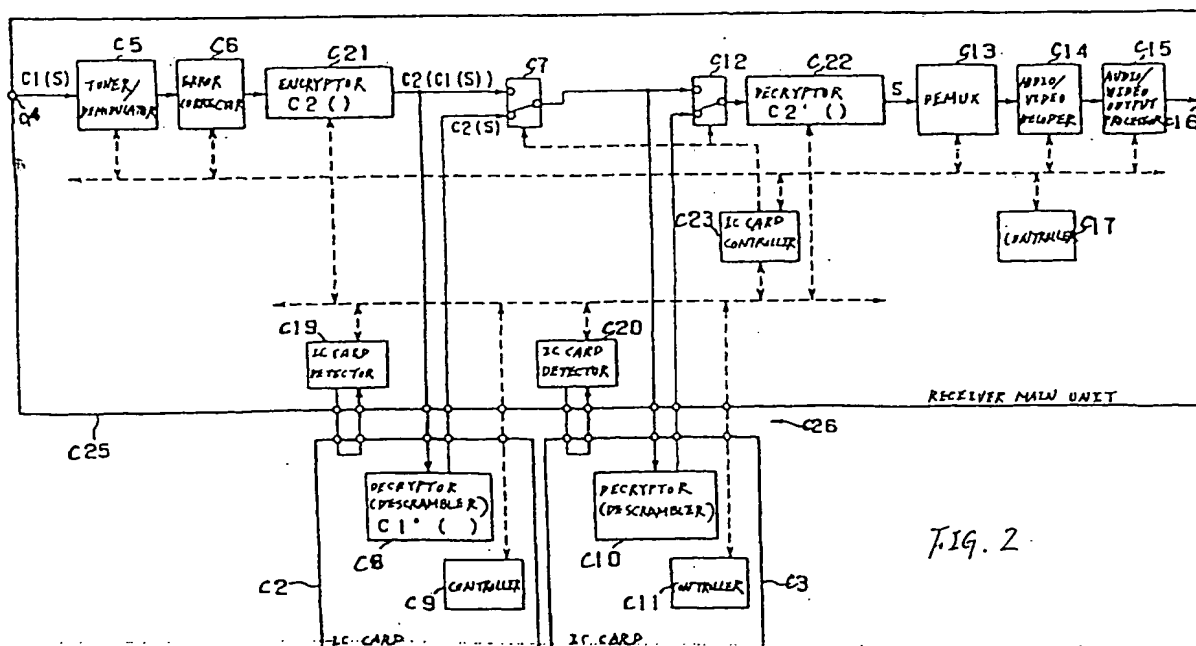 C5
C6
C21
C7
C12
C22
C13
C14
C15
C1(S)
TUNER/
DEMODULATOR
ERROR
CORRECTOR
ENCRYPTOR
C2 ( )
C2(C1(S))
C2(S)
DECRYPTOR
C2' ( )
S
DEMUX
AUDIO/
VIDEO
DECODER
AUDIO/
VIDEO
OUTPUT
PROCESSOR
C16
C4
C23
IC CARD
CONTROLLER
CONTROLLER
C17
C19
IC CARD
DETECTOR
C20
IC CARD
DETECTOR
RECEIVER MAIN UNIT
C25
C26
DECRYPTOR
(DESCRAMBLER)
C1' ( )
C8
C2
C9
CONTROLLER
IC CARD
DECRYPTOR
(DESCRAMBLER)
C10
C11
CONTROLLER
C3
IC CARD
FIG. 2